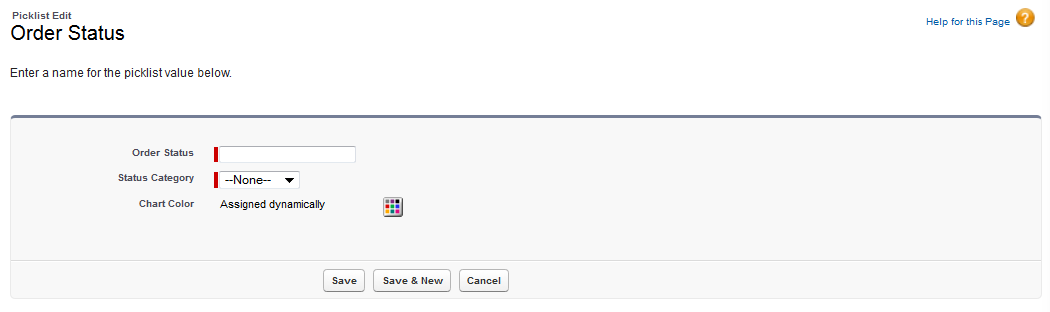 Picklist Edit
Order Status
Help for this Page ?
Enter a name for the picklist value below.
Order Status
Status Category --None--
Chart Color Assigned dynamically
Save Save & New Cancel